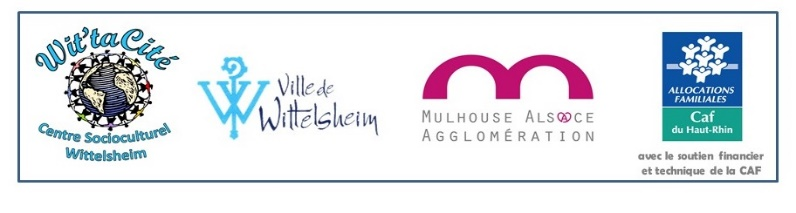 Wit'taCité
Centre Socioculturel
Wittelsheim
Ville de
Wittelsheim
MULHOUSE ALSACE
AGGLOMÉRATION
ALLOCATIONS
FAMILIALES
Caf
du Haut-Rhin
avec le soutien financier
et technique de la CAF